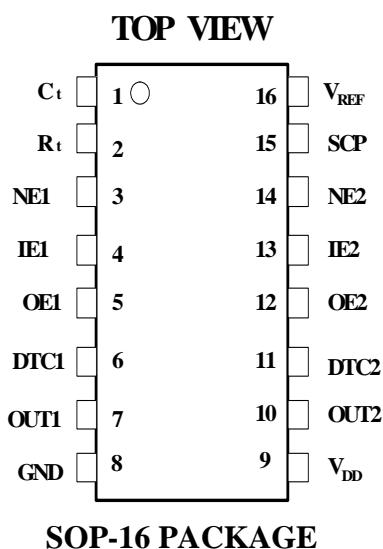 TOP VIEW
Ct 1 16 VREF
Rt 2 15 SCP
NE1 3 14 NE2
IE1 4 13 IE2
OE1 5 12 OE2
DTC1 6 11 DTC2
OUT1 7 10 OUT2
GND 8 9 VDD
SOP-16 PACKAGE